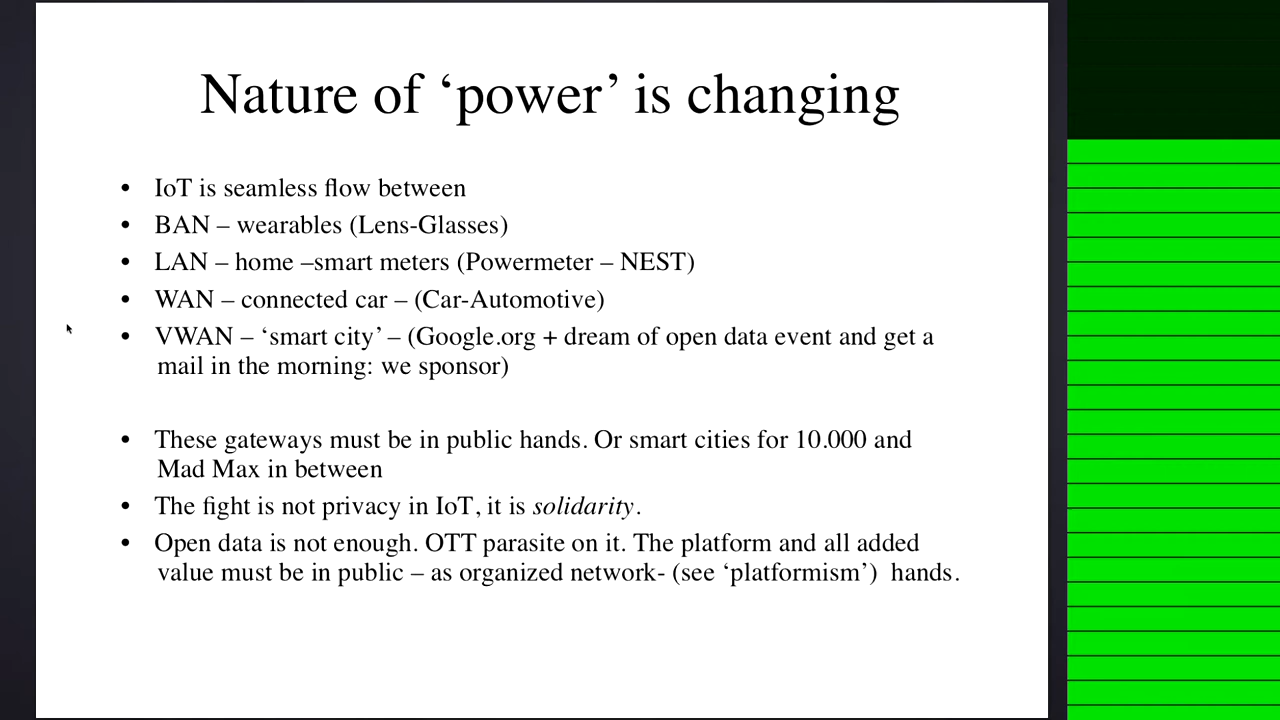 Nature of ‘power’ is changing
• IoT is seamless flow between
• BAN – wearables (Lens-Glasses)
• LAN – home –smart meters (Powermeter – NEST)
• WAN – connected car – (Car-Automotive)
• VWAN – ‘smart city’ – (Google.org + dream of open data event and get a
mail in the morning: we sponsor)
• These gateways must be in public hands. Or smart cities for 10.000 and
Mad Max in between
• The fight is not privacy in IoT, it is solidarity.
• Open data is not enough. OTT parasite on it. The platform and all added
value must be in public – as organized network- (see ‘platformism’)  hands.